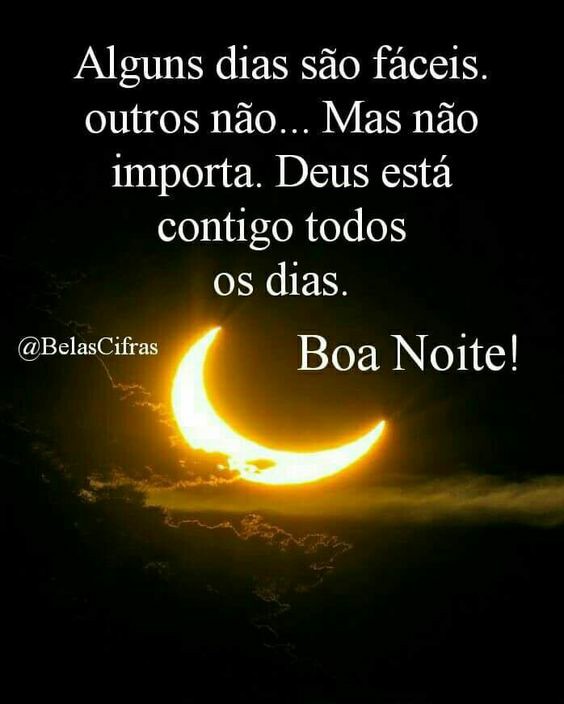 Alguns dias são fáceis.
outros não... Mas não
importa. Deus está
contigo todos
os dias.
@BelasCifras
Boa Noite!